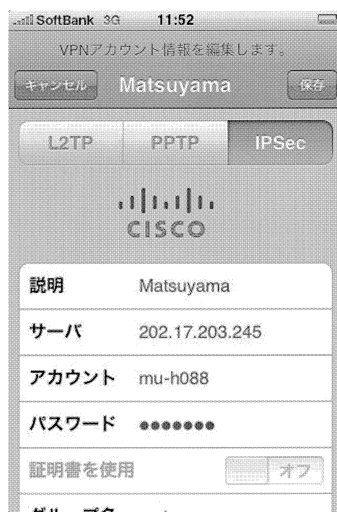 SoftBank 3G 11:52
VPNアカウント情報を編集します。
キャンセル Matsuyama 保存
L2TP PPTP IPSec
CISCO
説明 Matsuyama
サーバ 202.17.203.245
アカウント mu-h088
パスワード ●●●●●●●
証明書を使用 オフ